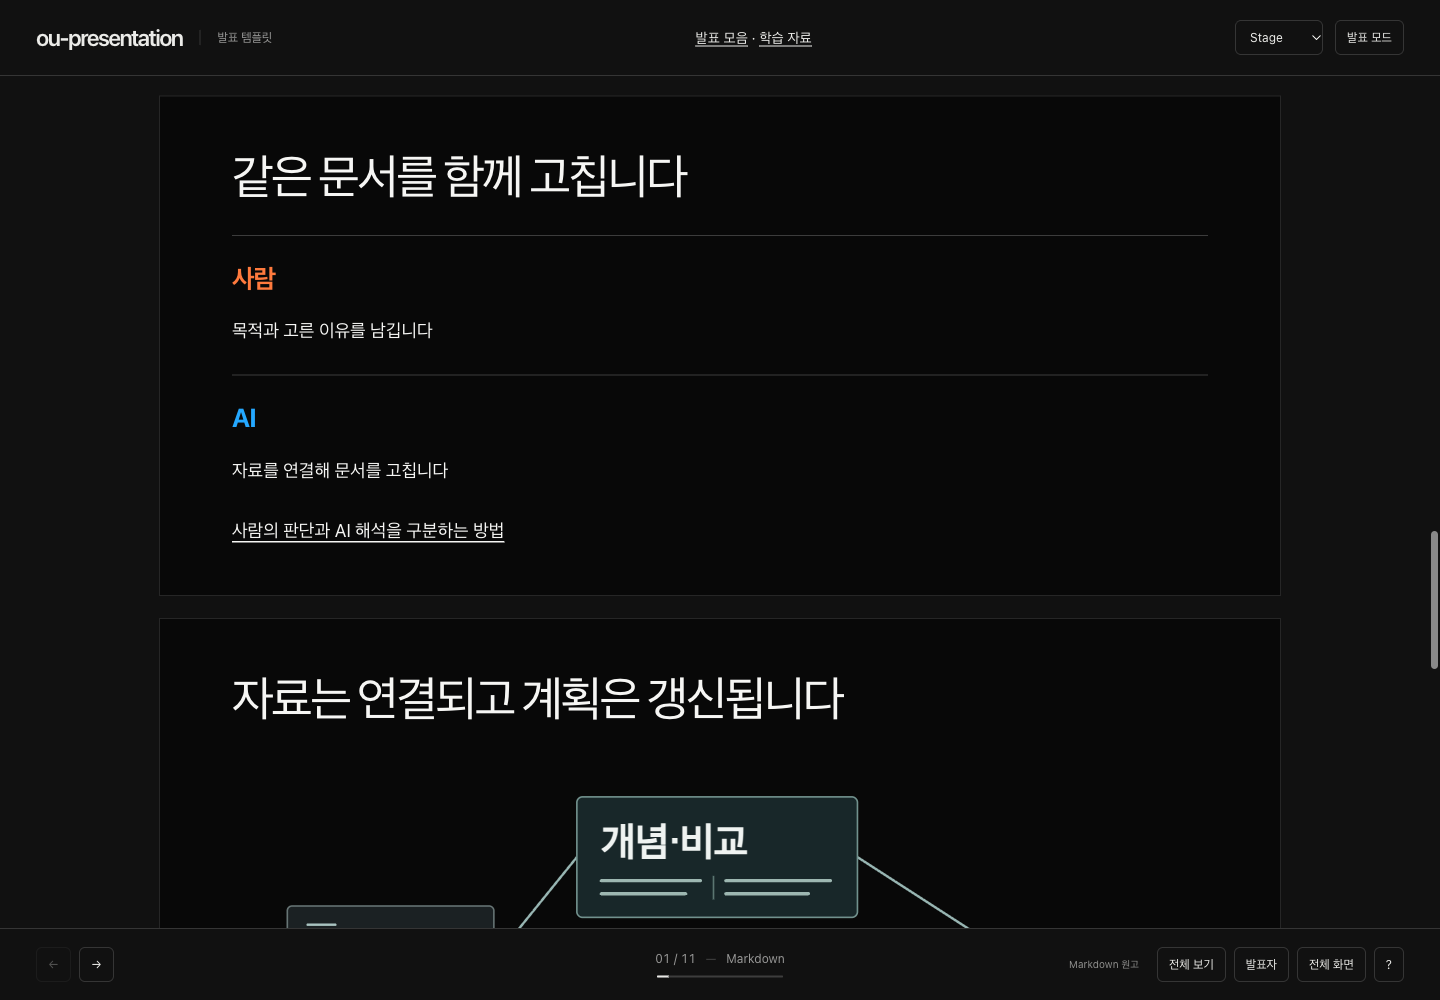 ou-presentation | 발표 템플릿
발표 모음 · 학습 자료
Stage
발표 모드
같은 문서를 함께 고칩니다
사람
목적과 고른 이유를 남깁니다
AI
자료를 연결해 문서를 고칩니다
사람의 판단과 AI 해석을 구분하는 방법
자료는 연결되고 계획은 갱신됩니다
개념·비교
← →
01 / 11 — Markdown
Markdown 원고
전체 보기
발표자
전체 화면
?